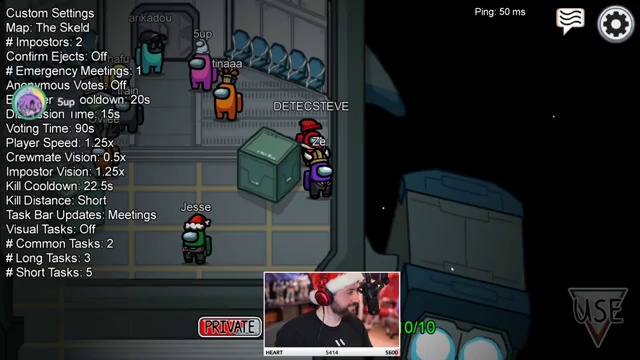 Custom Settings
Map: The Skeld
# Impostors: 2
Confirm Ejects: Off
# Emergency Meetings: 1
Anonymous Votes: Off
cooldown: 20s
Time: 15s
Voting Time: 90s
Player Speed: 1.25x
Crewmate Vision: 0.5x
Impostor Vision: 1.25x
Kill Cooldown: 22.5s
Kill Distance: Short
Task Bar Updates: Meetings
Visual Tasks: Off
# Common Tasks: 2
# Long Tasks: 3
# Short Tasks: 5
5up
Ping: 50 ms
arikadou
5up
tinaaa
DETECSTEVE
Ze
Jesse
PRIVATE
0/10
USE
HEART 5414 5600